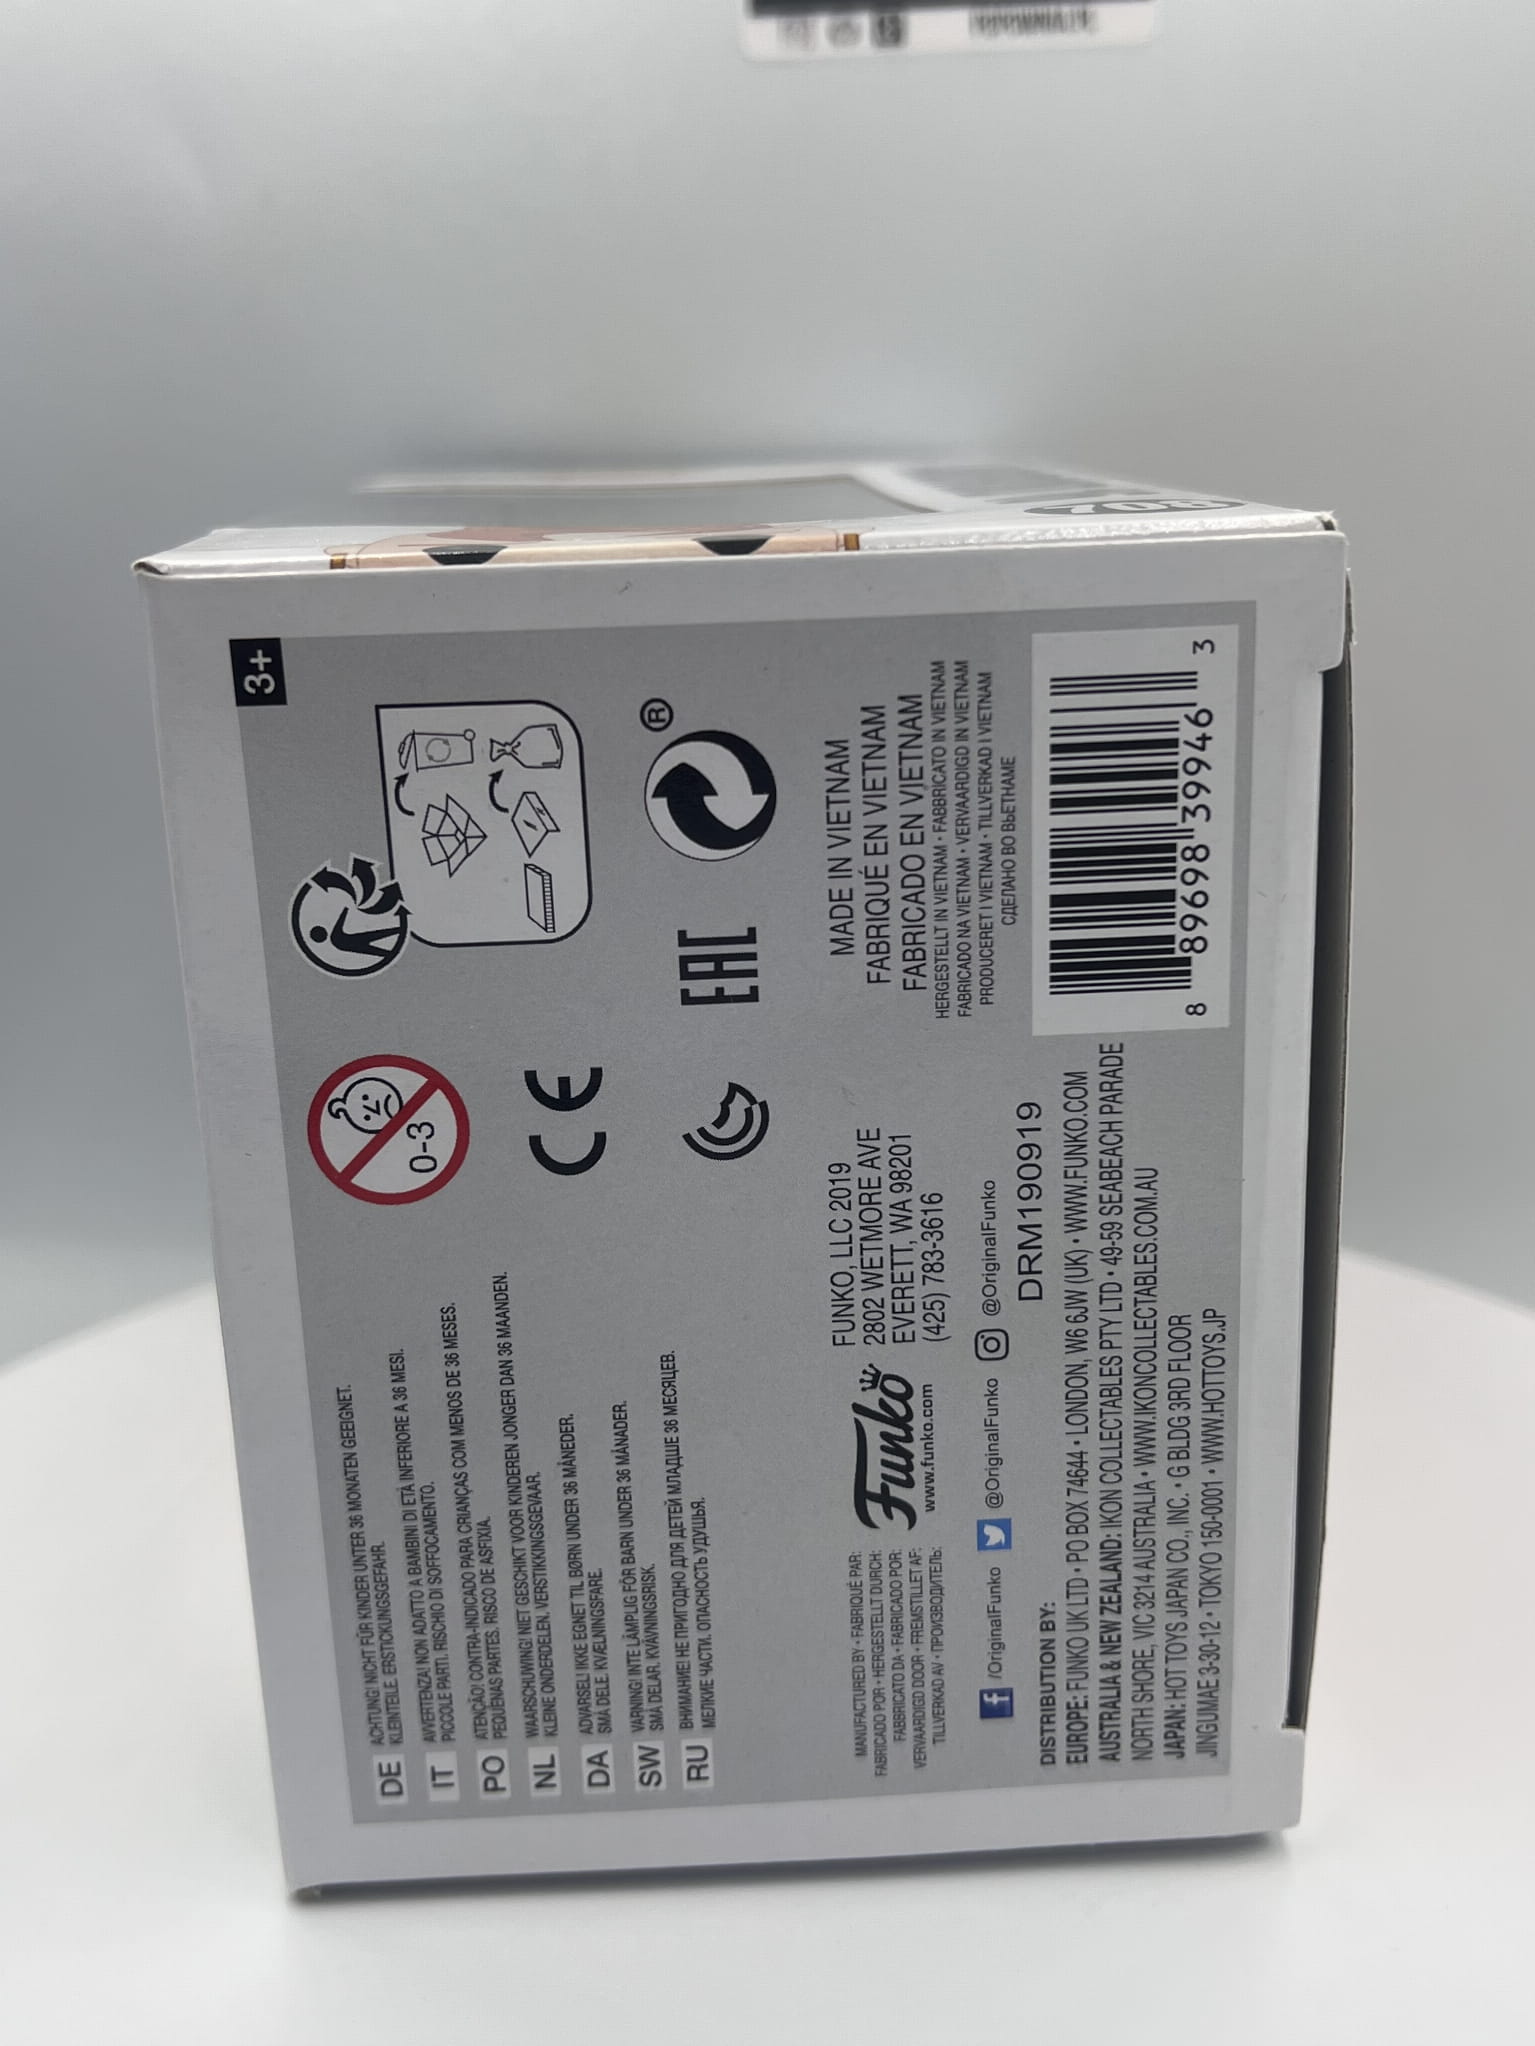 3+
DE ACHTUNG! NICHT FÜR KINDER UNTER 36 MONATEN GEEIGNET.
KLEINTEILE. ERSTICKUNGSGEFAHR.
IT AVVERTENZA! NON ADATTO A BAMBINI DI ETÀ INFERIORE A 36 MESI.
PICCOLE PARTI. RISCHIO DI SOFFOCAMENTO.
PO ATENCÃO! CONTRA-INDICADO PARA CRIANÇAS COM MENOS DE 36 MESES.
PEQUENAS PARTES. RISCO DE ASFIXIA.
NL WAARSCHUWING! NIET GESCHIKT VOOR KINDEREN JONGER DAN 36 MAANDEN.
KLEINE ONDERDELEN. VERSTIKKINGSGEVAAR.
DA ADVARSEL! IKKE EGNET TIL BØRN UNDER 36 MÅNEDER.
SMÅ DELE. KVÆLNINGSFARE.
SW VARNING! INTE LÄMPLIG FÖR BARN UNDER 36 MÅNADER.
SMÅ DELAR. KVÄVNINGSRISK.
RU ВНИМАНИЕ! НЕ ПРИГОДНО ДЛЯ ДЕТЕЙ МЛАДШЕ 36 МЕСЯЦЕВ.
МЕЛКИЕ ЧАСТИ. ОПАСНОСТЬ УДУШЬЯ.
0-3
CE
EAC
®
MANUFACTURED BY • FABRIQUÉ PAR:
FABRICADO POR • HERGESTELLT DURCH:
FABBRICATO DA • FABRICADO POR:
VERVAARDIGD DOOR • FREMSTILLET AF:
TILLVERKAD AV • ПРОИЗВОДИТЕЛЬ:
Funko
www.funko.com
FUNKO, LLC 2019
2802 WETMORE AVE
EVERETT, WA 98201
(425) 783-3616
MADE IN VIETNAM
FABRIQUÉ EN VIETNAM
FABRICADO EN VIETNAM
HERGESTELLT IN VIETNAM • FABBRICATO IN VIETNAM
FABRICADO NA VIETNAM • VERVAARDIGD IN VIETNAM
PRODUCERET I VIETNAM • TILLVERKAD I VIETNAM
СДЕЛАНО ВО ВЬЕТНАМЕ
/OriginalFunko @OriginalFunko @OriginalFunko
DRM190919
DISTRIBUTION BY:
EUROPE: FUNKO UK LTD • PO BOX 74644 • LONDON, W6 6JW (UK) • WWW.FUNKO.COM
AUSTRALIA & NEW ZEALAND: IKON COLLECTABLES PTY LTD • 49-59 SEABEACH PARADE
NORTH SHORE, VIC 3214 AUSTRALIA • WWW.IKONCOLLECTABLES.COM.AU
JAPAN: HOT TOYS JAPAN CO., INC. • G BLDG 3RD FLOOR
JINGUMAE 3-30-12 • TOKYO 150-0001 • WWW.HOTTOYS.JP
8 89698 39946 3